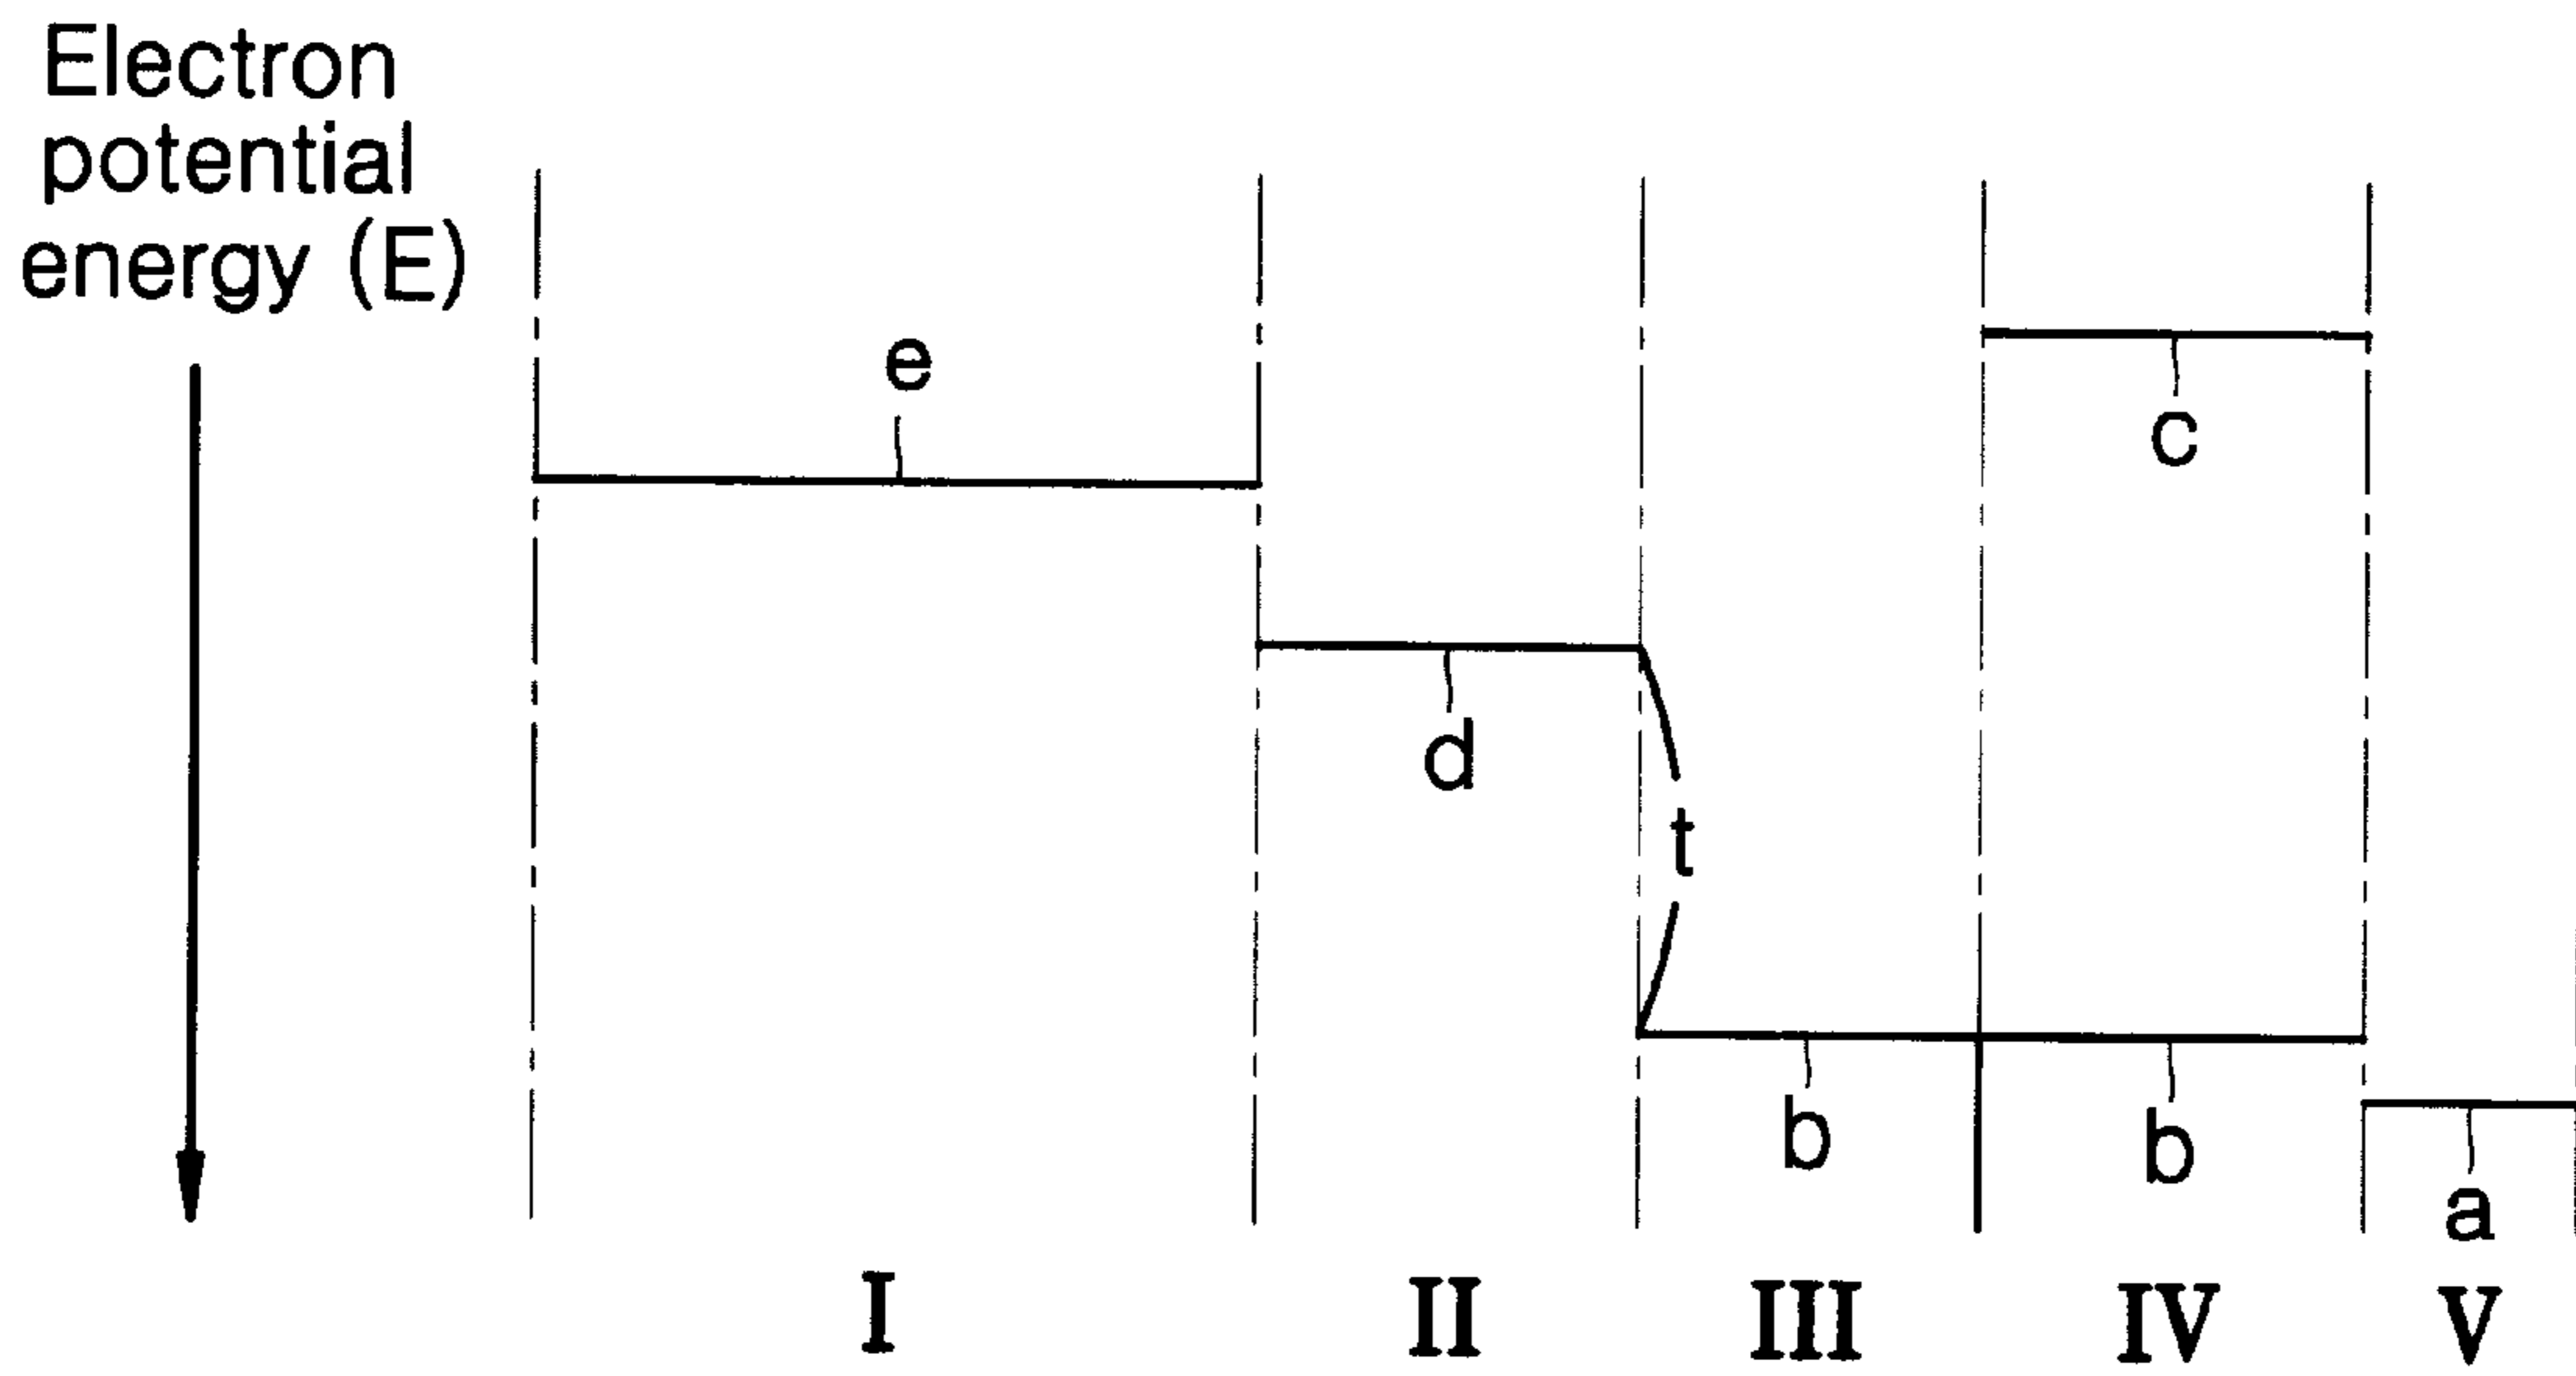 Electron
potential
energy (E)
e
c
d
t
b
b
a
I
II
III
IV
V